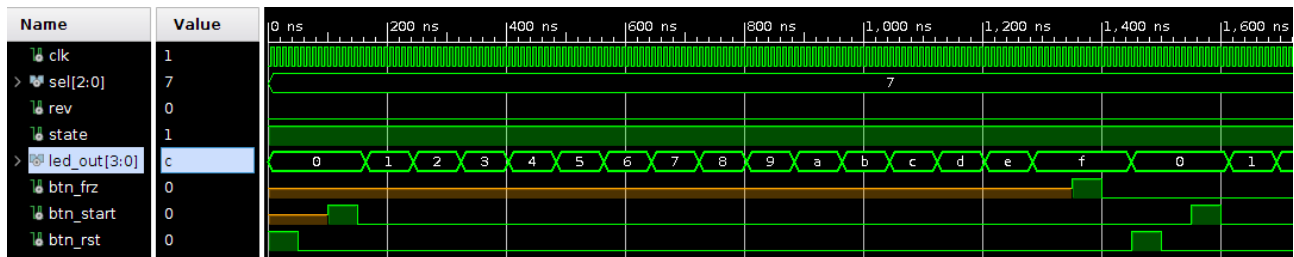 Name Value 0 ns 200 ns 400 ns 600 ns 800 ns 1,000 ns 1,200 ns 1,400 ns 1,600 ns
clk 1
sel[2:0] 7 7
rev 0
state 1
led_out[3:0] c 0 1 2 3 4 5 6 7 8 9 a b c d e f 0 1
btn_frz 0
btn_start 0
btn_rst 0